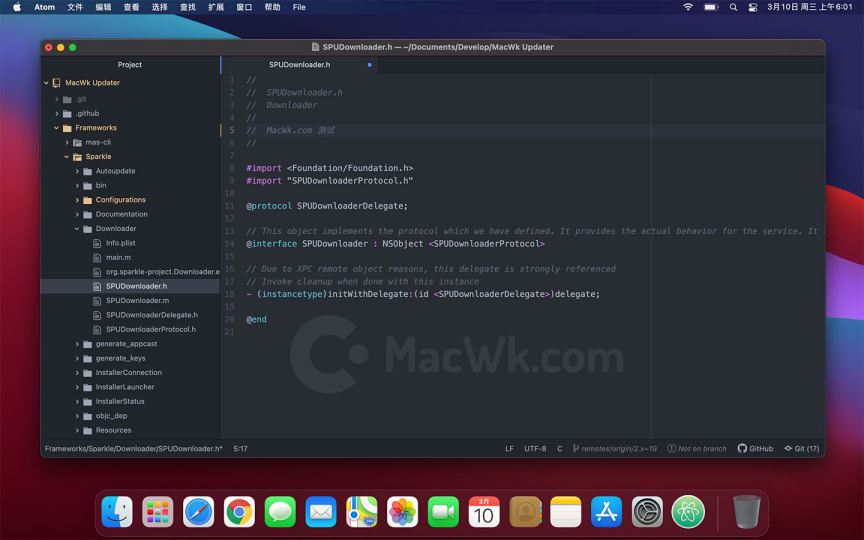 Atom 文件 编辑 查看 选择 查找 扩展 窗口 帮助 File 3月10日 周三 上午6:01
SPUDownloader.h — ~/Documents/Develop/MacWk Updater
Project
MacWk Updater
.git
.github
Frameworks
mas-cli
Sparkle
Autoupdate
bin
Configurations
Documentation
Downloader
Info.plist
main.m
org.sparkle-project.Downloader.e
SPUDownloader.h
SPUDownloader.m
SPUDownloaderDelegate.h
SPUDownloaderProtocol.h
generate_appcast
generate_keys
InstallerConnection
InstallerLauncher
InstallerStatus
objc_dep
Resources
SPUDownloader.h
1 //
2 // SPUDownloader.h
3 // Downloader
4 //
5 // MacWk.com 测试
6 //
7
8 #import <Foundation/Foundation.h>
9 #import "SPUDownloaderProtocol.h"
10
11 @protocol SPUDownloaderDelegate;
12
13 // This object implements the protocol which we have defined. It provides the actual behavior for the service. It i
14 @interface SPUDownloader : NSObject <SPUDownloaderProtocol>
15
16 // Due to XPC remote object reasons, this delegate is strongly referenced
17 // Invoke cleanup when done with this instance
18 - (instancetype)initWithDelegate:(id <SPUDownloaderDelegate>)delegate;
19
20 @end
21
MacWk.com
Frameworks/Sparkle/Downloader/SPUDownloader.h* 5:17 LF UTF-8 C remotes/origin/2.x~19 Not on branch GitHub Git (17)
3月
10